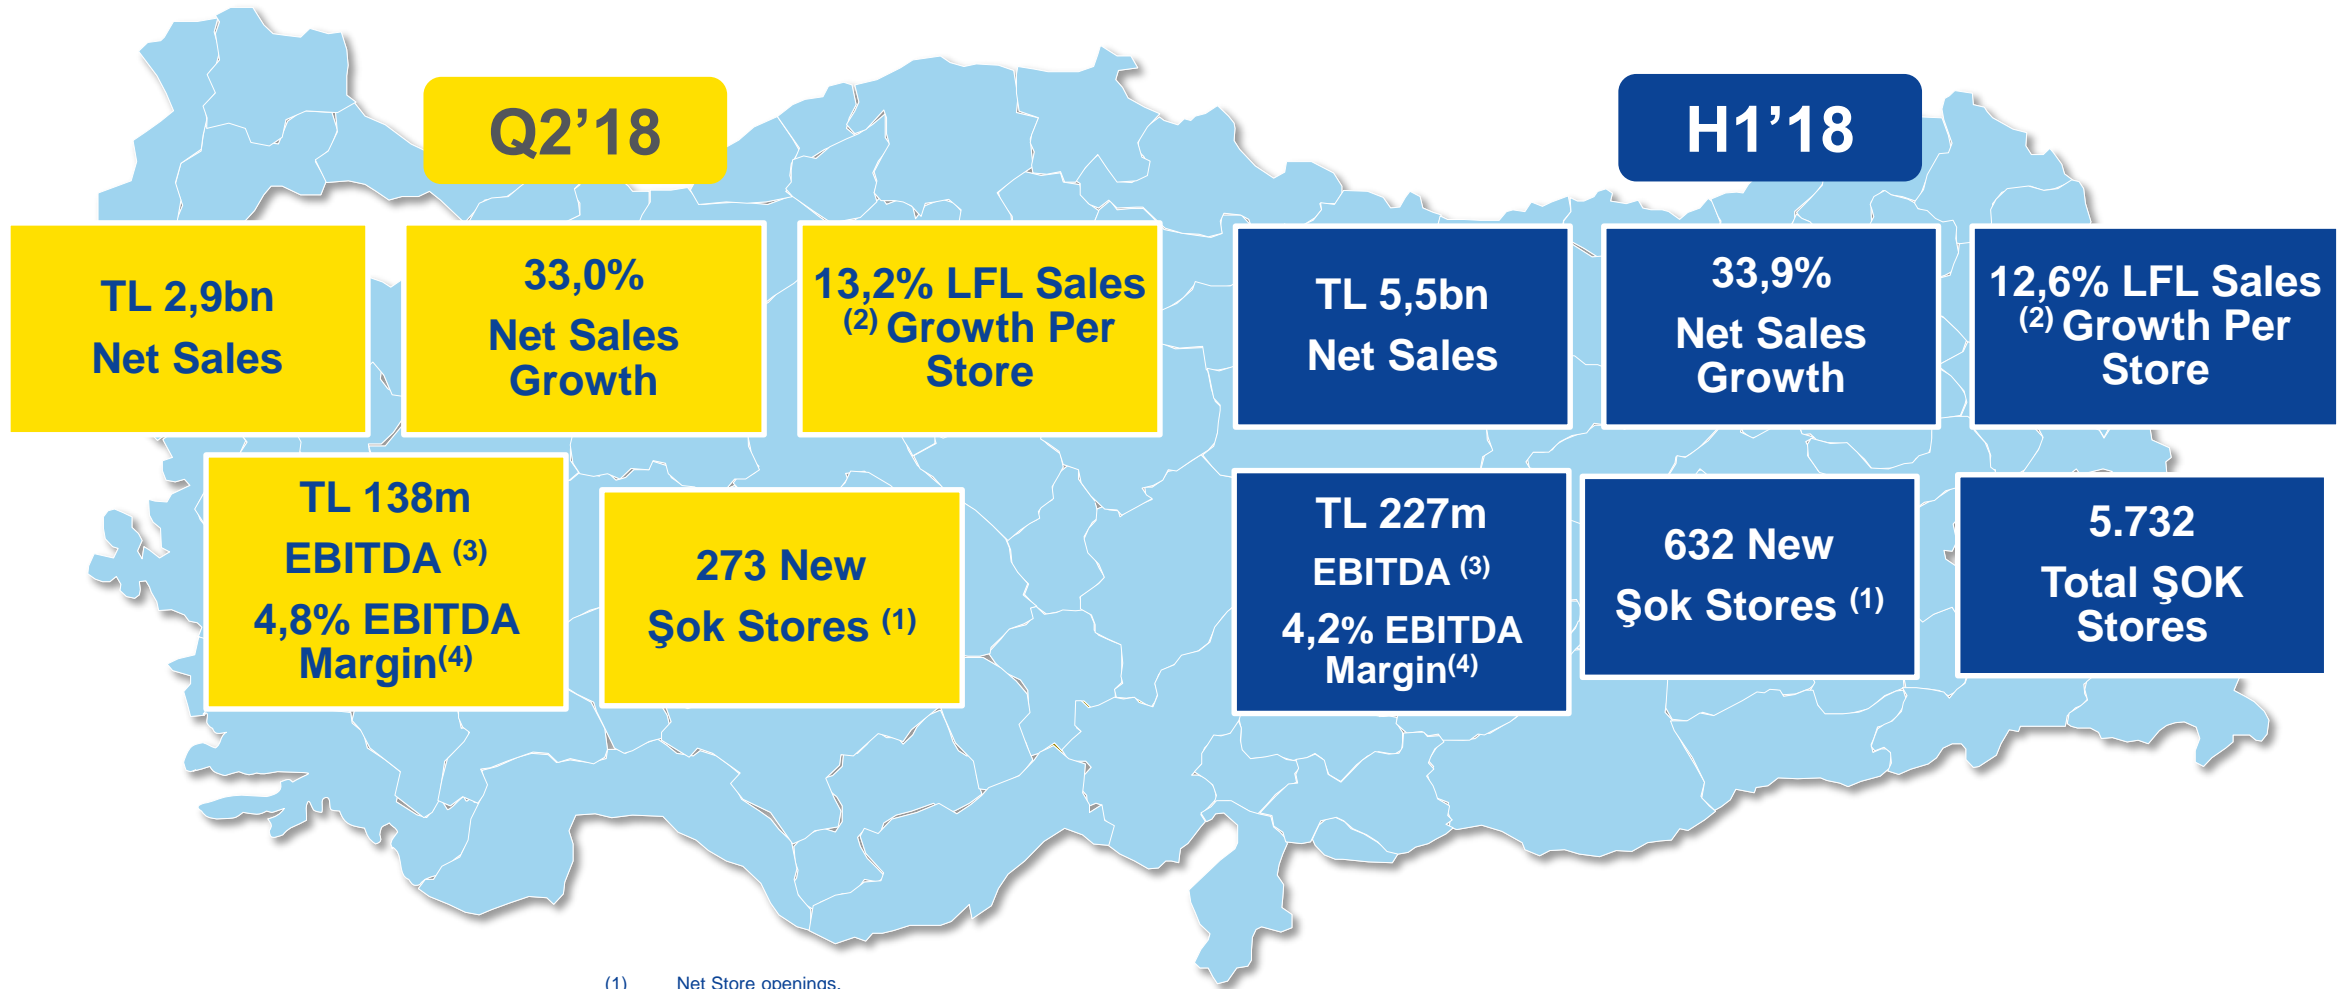 Q2’18
TL 2,9bn
Net Sales
33,0%
Net Sales
Growth
13,2% LFL Sales
(2) Growth Per
Store
TL 138m
EBITDA (3)
4,8% EBITDA
Margin(4)
273 New
Şok Stores (1)
H1’18
TL 5,5bn
Net Sales
33,9%
Net Sales
Growth
12,6% LFL Sales
(2) Growth Per
Store
TL 227m
EBITDA (3)
4,2% EBITDA
Margin(4)
632 New
Şok Stores (1)
5.732
Total ŞOK
Stores
(1) Net Store openings.